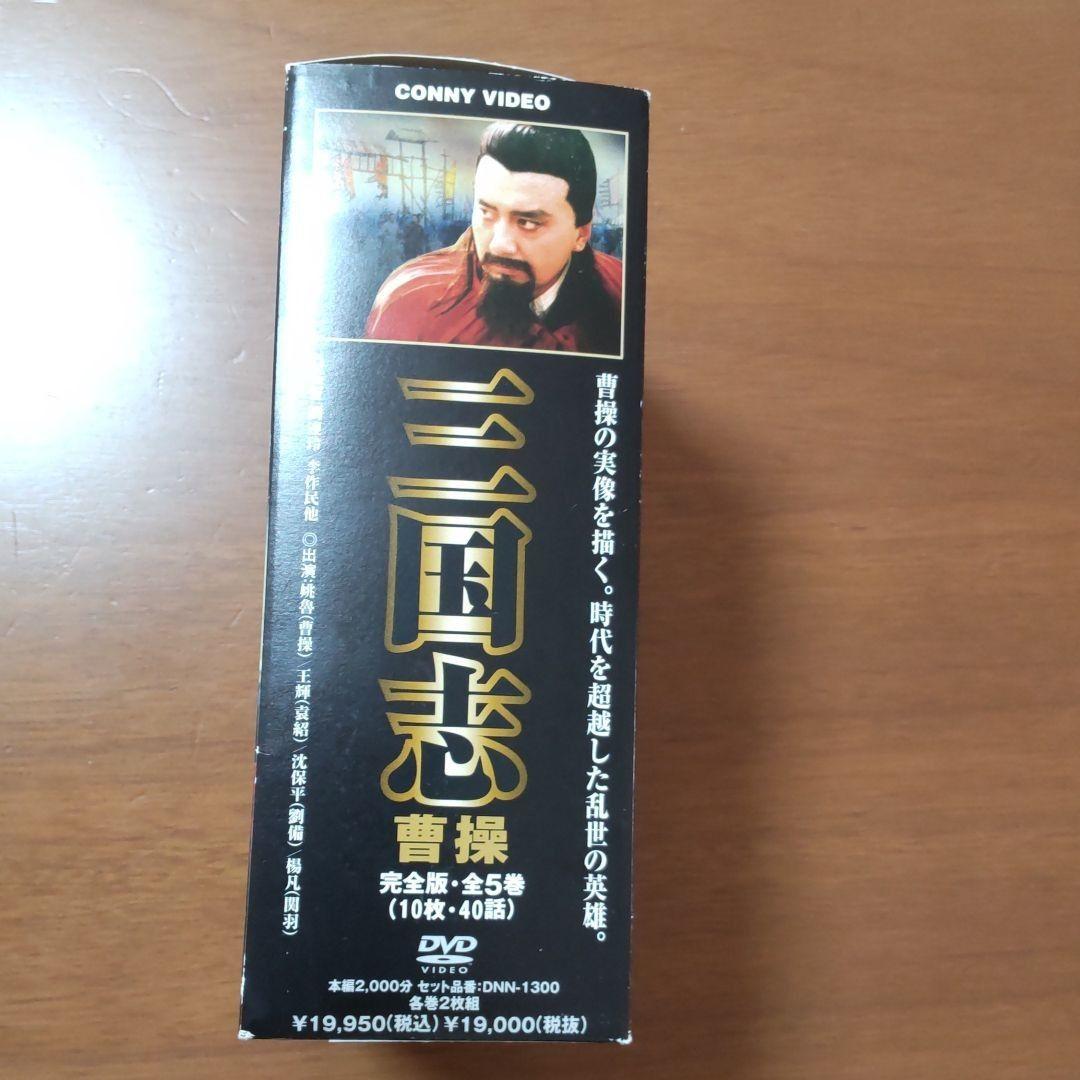 CONNY VIDEO
曹操の実像を描く。時代を超越した乱世の英雄。
三国志
曹操
完全版・全5巻
(10枚・40話)
李作民他 ◎出演:姚魯(曹操)/王輝(袁紹)/沈保平(劉備)/楊凡(関羽)
DVD
VIDEO
本編2,000分 セット品番:DNN-1300
各巻2枚組
¥19,950(税込) ¥19,000(税抜)